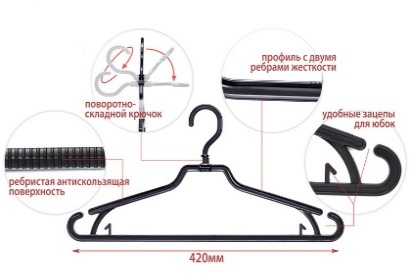 профиль с двумя
ребрами жесткости
поворотно-
складной крючок
удобные зацепы
для юбок
ребристая антискользящая
поверхность
420мм